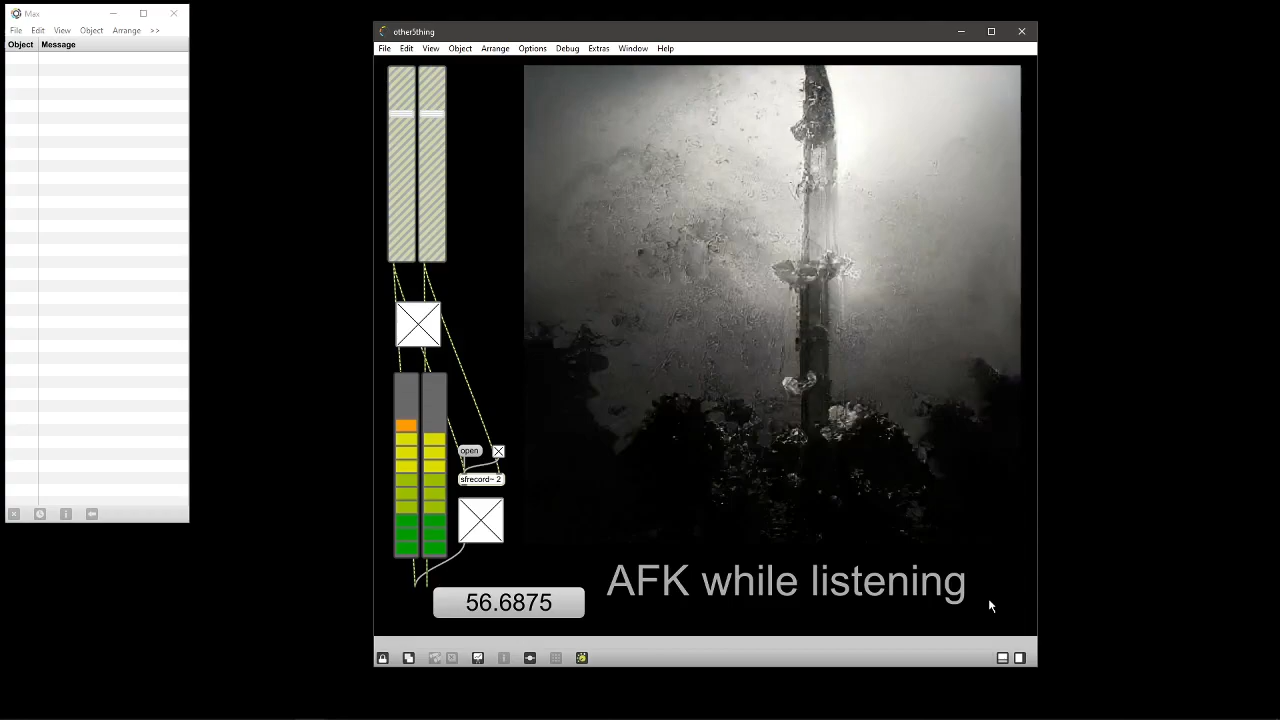 Max
File Edit View Object Arrange >>
Object Message
other5thing
File Edit View Object Arrange Options Debug Extras Window Help
open
sfrecord~ 2
56.6875
AFK while listening